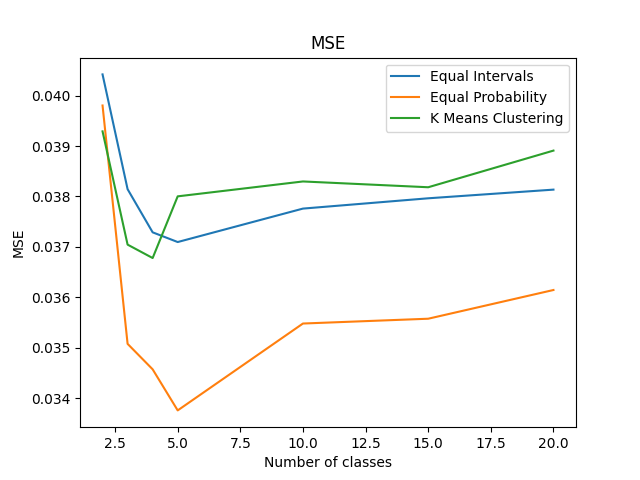 MSE
Equal Intervals
Equal Probability
K Means Clustering
0.040
0.039
0.038
0.037
0.036
0.035
0.034
MSE
2.5 5.0 7.5 10.0 12.5 15.0 17.5 20.0
Number of classes